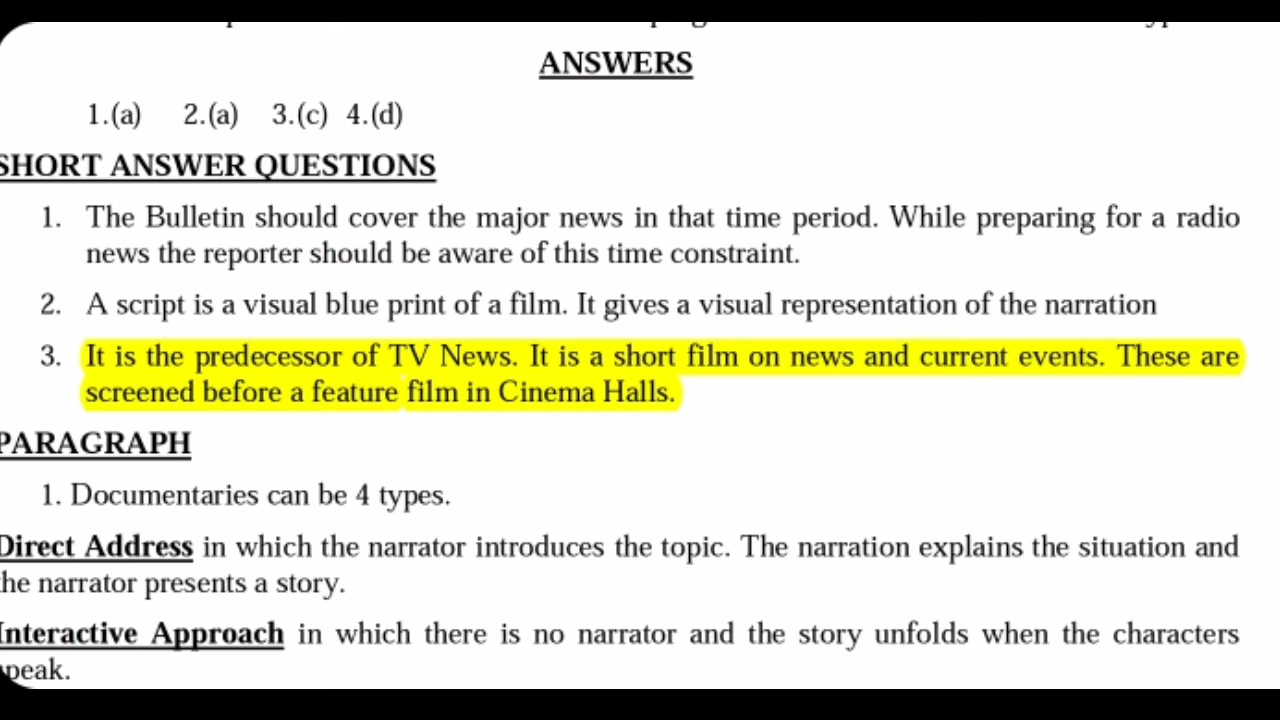 ANSWERS
1.(a) 2.(a) 3.(c) 4.(d)
SHORT ANSWER QUESTIONS
1. The Bulletin should cover the major news in that time period. While preparing for a radio
news the reporter should be aware of this time constraint.
2. A script is a visual blue print of a film. It gives a visual representation of the narration
3. It is the predecessor of TV News. It is a short film on news and current events. These are
screened before a feature film in Cinema Halls.
PARAGRAPH
1. Documentaries can be 4 types.
Direct Address in which the narrator introduces the topic. The narration explains the situation and
the narrator presents a story.
Interactive Approach in which there is no narrator and the story unfolds when the characters
speak.